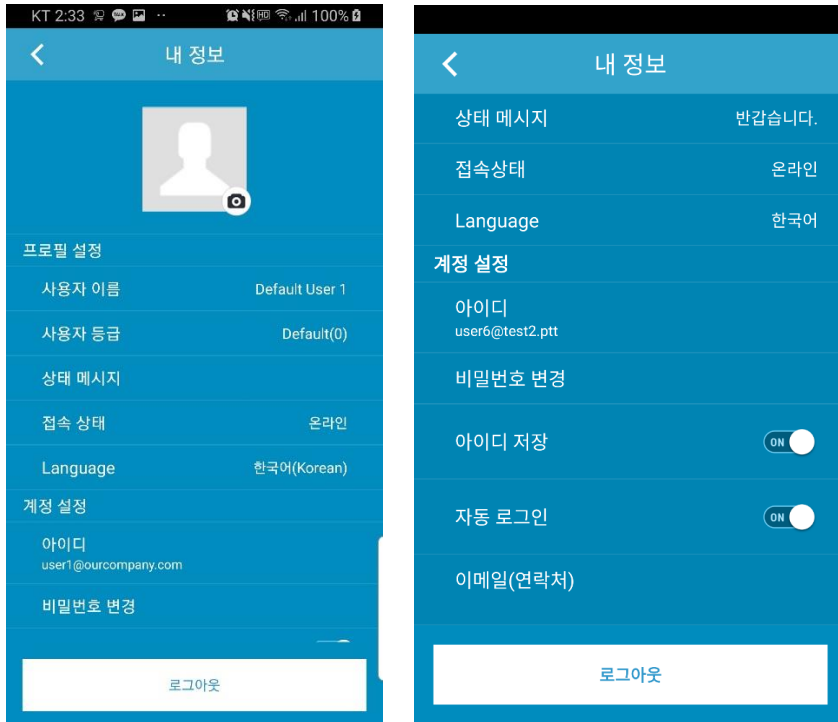 KT 2:33 100%
내 정보
프로필 설정
사용자 이름 Default User 1
사용자 등급 Default(0)
상태 메시지
접속 상태 온라인
Language 한국어(Korean)
계정 설정
아이디
user1@ourcompany.com
비밀번호 변경
로그아웃
내 정보
상태 메시지 반갑습니다.
접속상태 온라인
Language 한국어
계정 설정
아이디
user6@test2.ptt
비밀번호 변경
아이디 저장 ON
자동 로그인 ON
이메일(연락처)
로그아웃